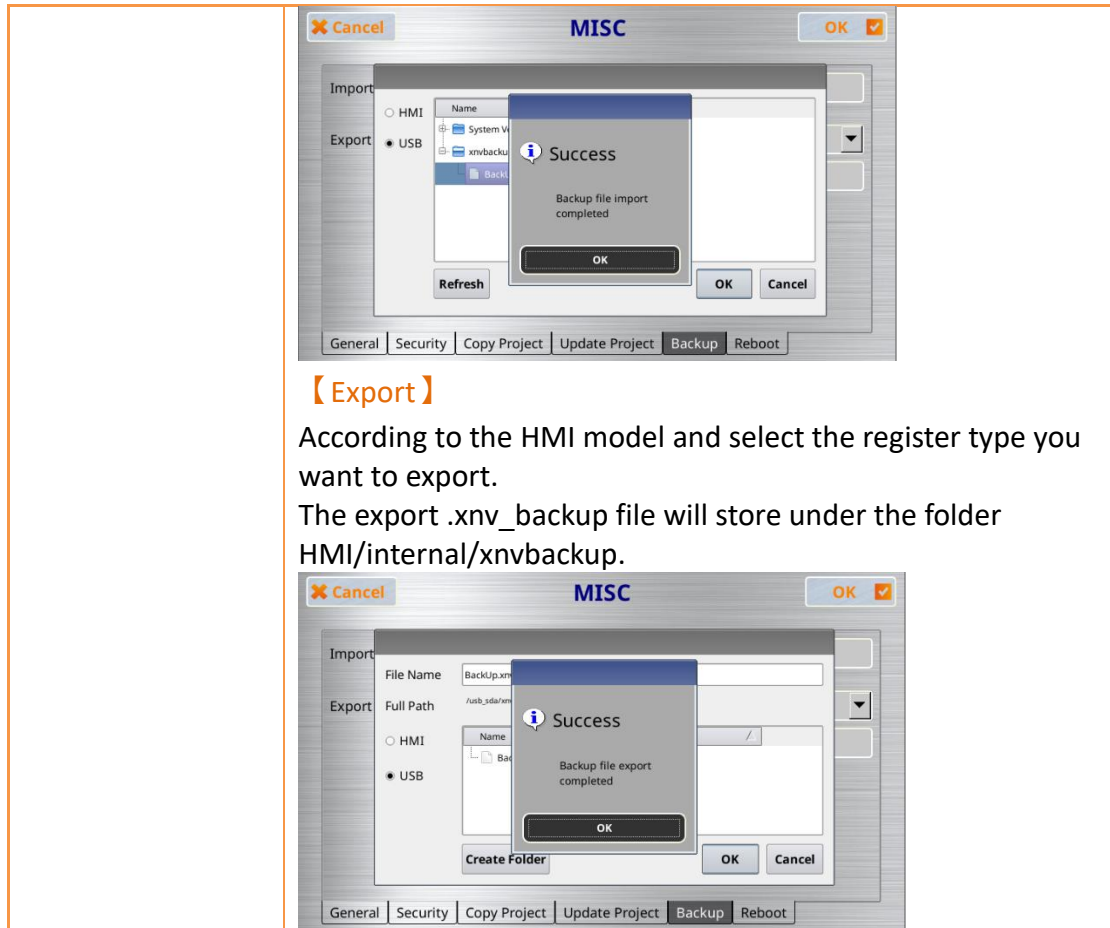 Cancel MISC OK
Import
HMI Name
System
Export USB
Success
Backup file import
completed
OK
Refresh OK Cancel
General Security Copy Project Update Project Backup Reboot
【Export】
According to the HMI model and select the register type you
want to export.
The export .xnv_backup file will store under the folder
HMI/internal/xnvbackup.
Cancel MISC OK
Import
File Name
Export Full Path
Success
HMI Name
Backup file export
USB
completed
OK
Create Folder OK Cancel
General Security Copy Project Update Project Backup Reboot